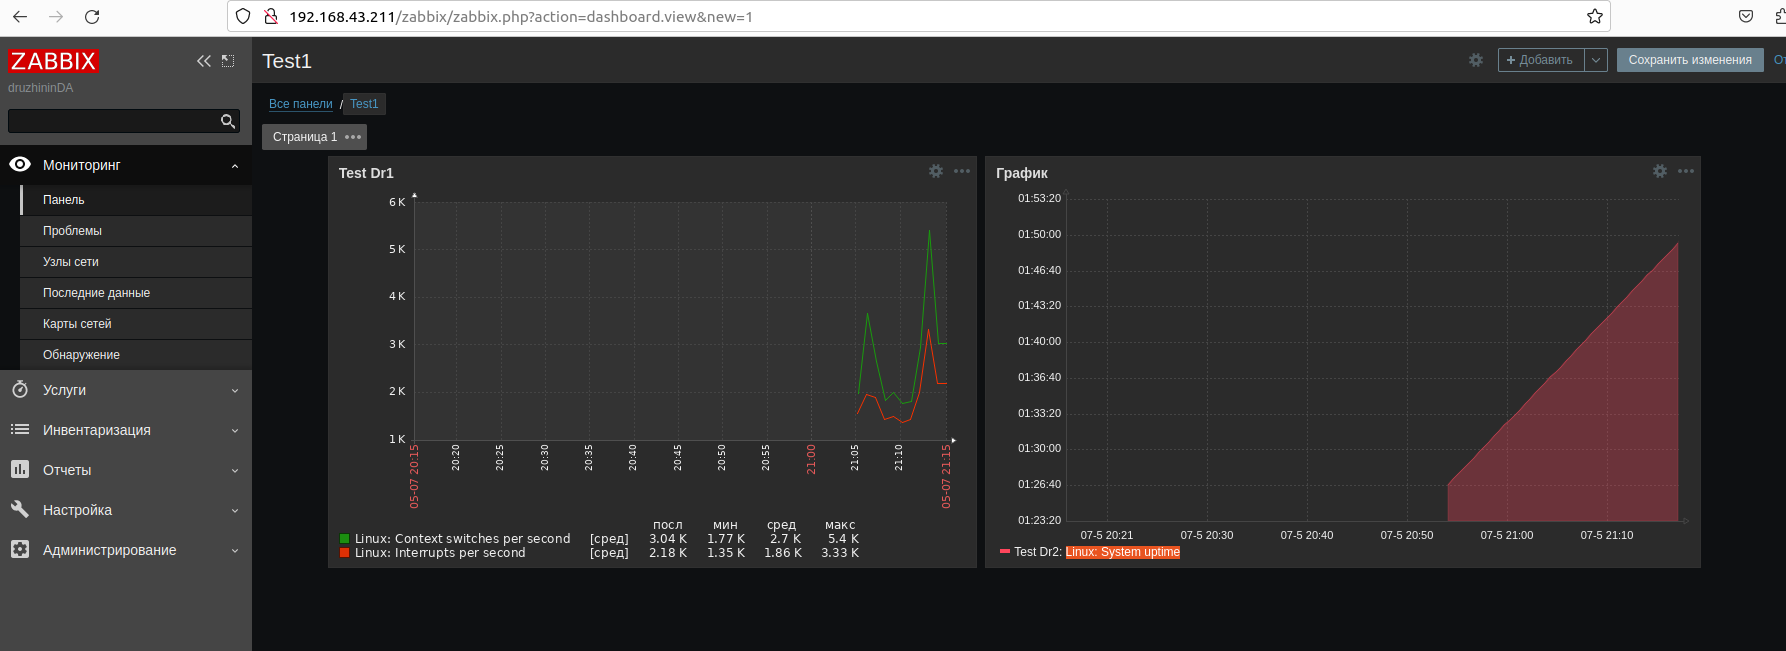 192.168.43.211/zabbix/zabbix.php?action=dashboard.view&new=1
ZABBIX
druzhininDA
Мониторинг
Панель
Проблемы
Узлы сети
Последние данные
Карты сетей
Обнаружение
Услуги
Инвентаризация
Отчеты
Настройка
Администрирование
Test1
+ Добавить
Сохранить изменения
От
Все панели / Test1
Страница 1
Test Dr1
6 K
5 K
4 K
3 K
2 K
1 K
05-07 20:15
20:20
20:25
20:30
20:35
20:40
20:45
20:50
20:55
21:00
21:05
21:10
05-07 21:15
посл мин сред макс
Linux: Context switches per second [сред] 3.04 K 1.77 K 2.7 K 5.4 K
Linux: Interrupts per second [сред] 2.18 K 1.35 K 1.86 K 3.33 K
График
01:53:20
01:50:00
01:46:40
01:43:20
01:40:00
01:36:40
01:33:20
01:30:00
01:26:40
01:23:20
07-5 20:21 07-5 20:30 07-5 20:40 07-5 20:50 07-5 21:00 07-5 21:10
Test Dr2: Linux: System uptime